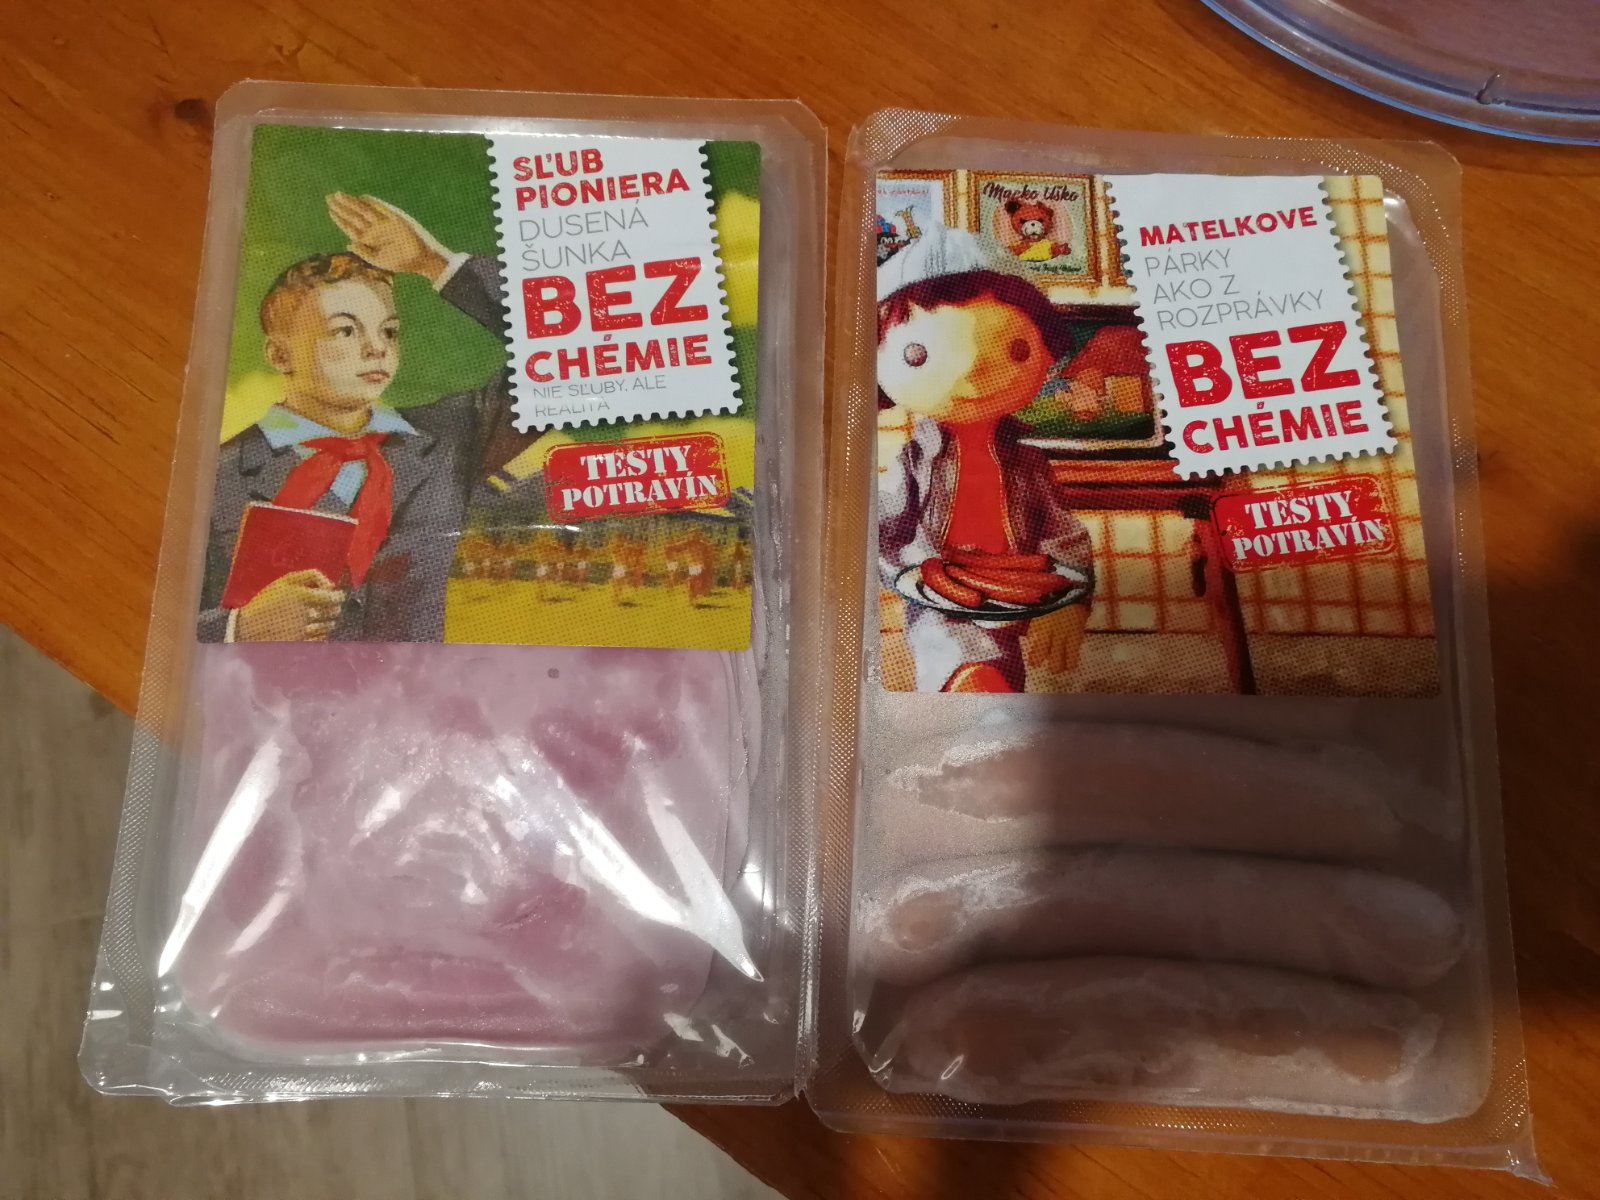 SĽUB
PIONIERA
DUSENÁ
ŠUNKA
BEZ
CHÉMIE
NIE SĽUBY, ALE
REALITA
TESTY
POTRAVÍN
Macko Uško
MATELKOVE
PÁRKY
AKO Z
ROZPRÁVKY
BEZ
CHÉMIE
TESTY
POTRAVÍN